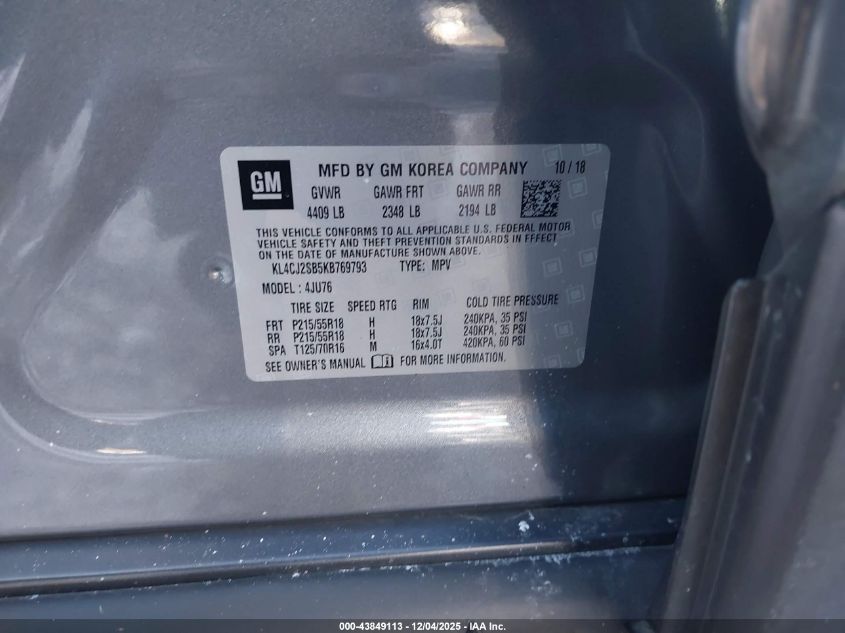 GM
MFD BY GM KOREA COMPANY 10 / 18
GVWR GAWR FRT GAWR RR
4409 LB 2348 LB 2194 LB
THIS VEHICLE CONFORMS TO ALL APPLICABLE U.S. FEDERAL MOTOR
VEHICLE SAFETY AND THEFT PREVENTION STANDARDS IN EFFECT
ON THE DATE OF MANUFACTURE SHOWN ABOVE.
KL4CJ2SB5KB769793 TYPE: MPV
MODEL : 4JU76
TIRE SIZE SPEED RTG RIM COLD TIRE PRESSURE
FRT P215/55R18 H 18x7.5J 240KPA, 35 PSI
RR P215/55R18 H 18x7.5J 240KPA, 35 PSI
SPA T125/70R16 M 16x4.0T 420KPA, 60 PSI
SEE OWNER'S MANUAL FOR MORE INFORMATION.
000-43849113 - 12/04/2025 - IAA Inc.